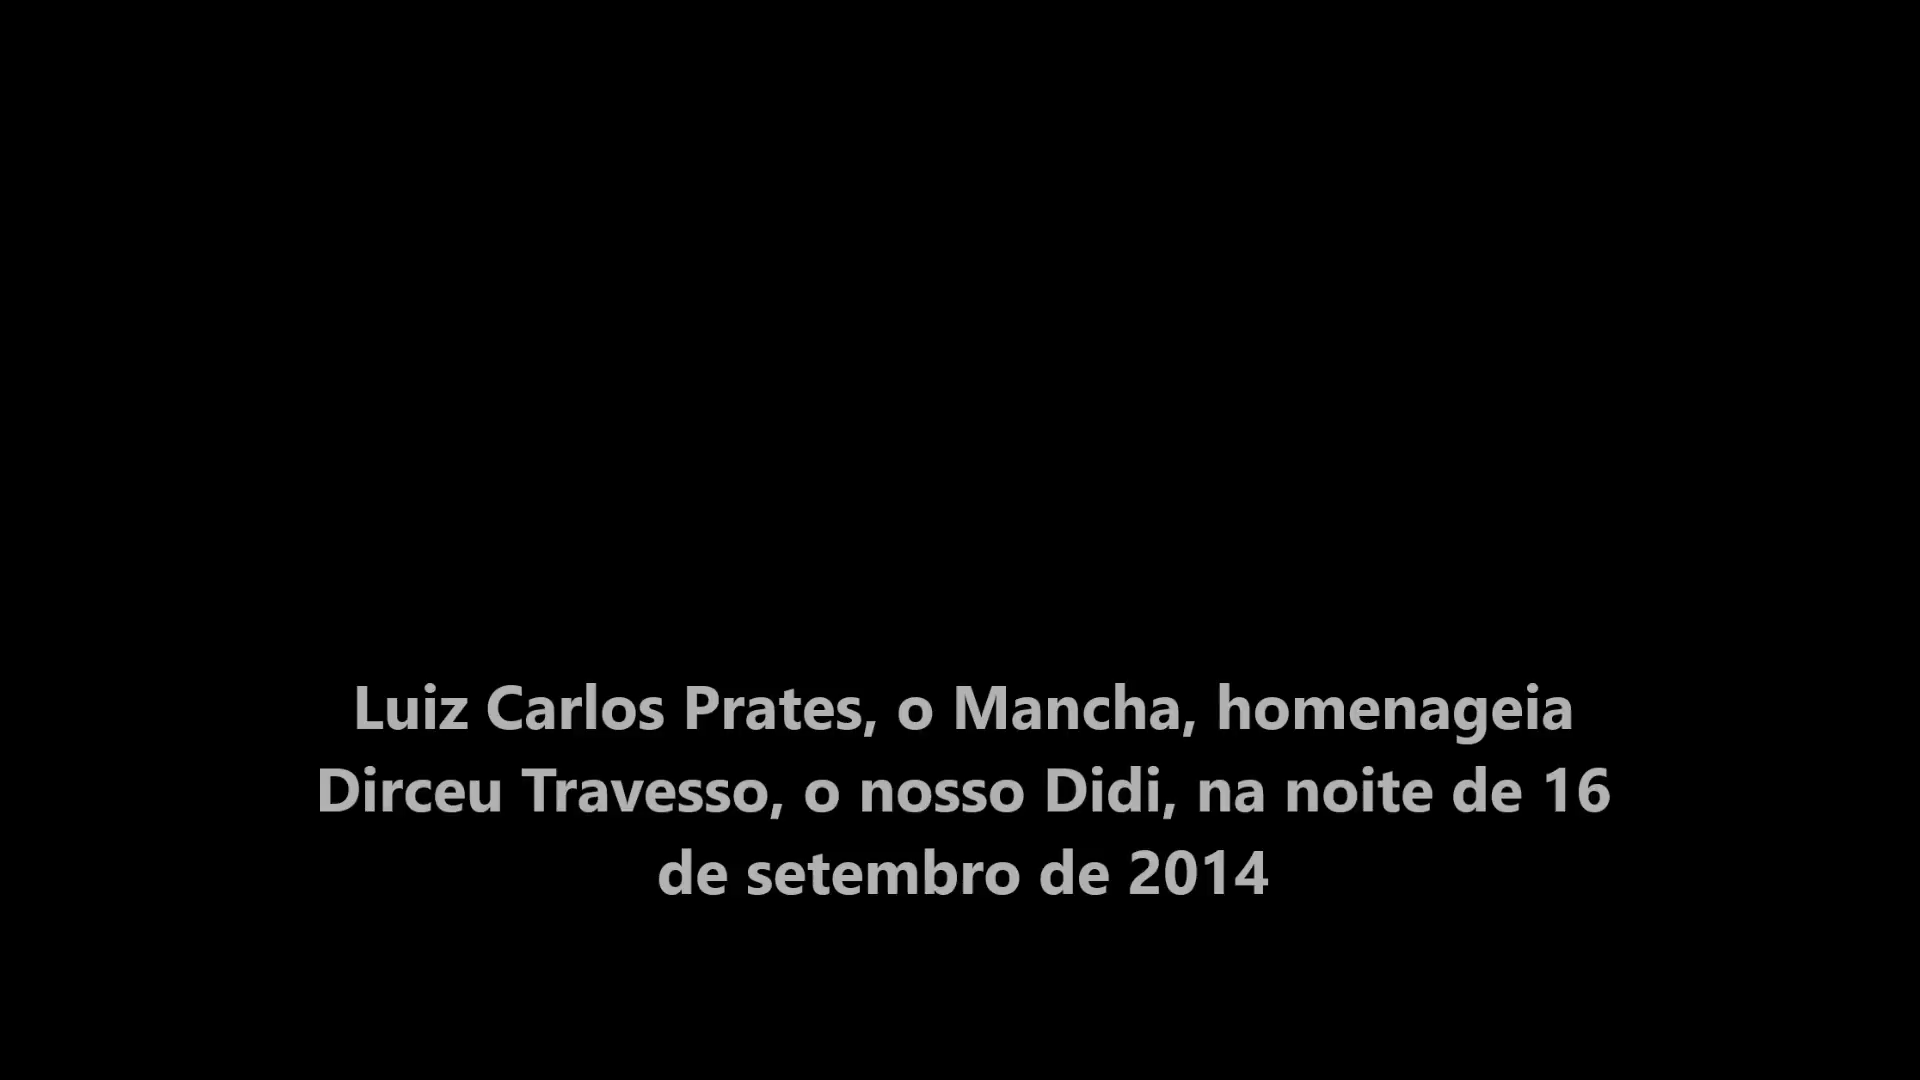 Luiz Carlos Prates, o Mancha, homenageia
Dirceu Travesso, o nosso Didi, na noite de 16
de setembro de 2014